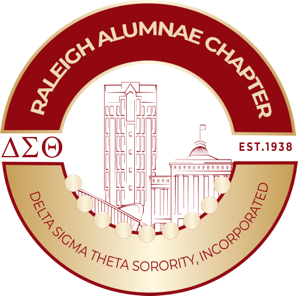 RALEIGH ALUMNAE CHAPTER
ΔΣΘ
EST.1938
DELTA SIGMA THETA SORORITY, INCORPORATED